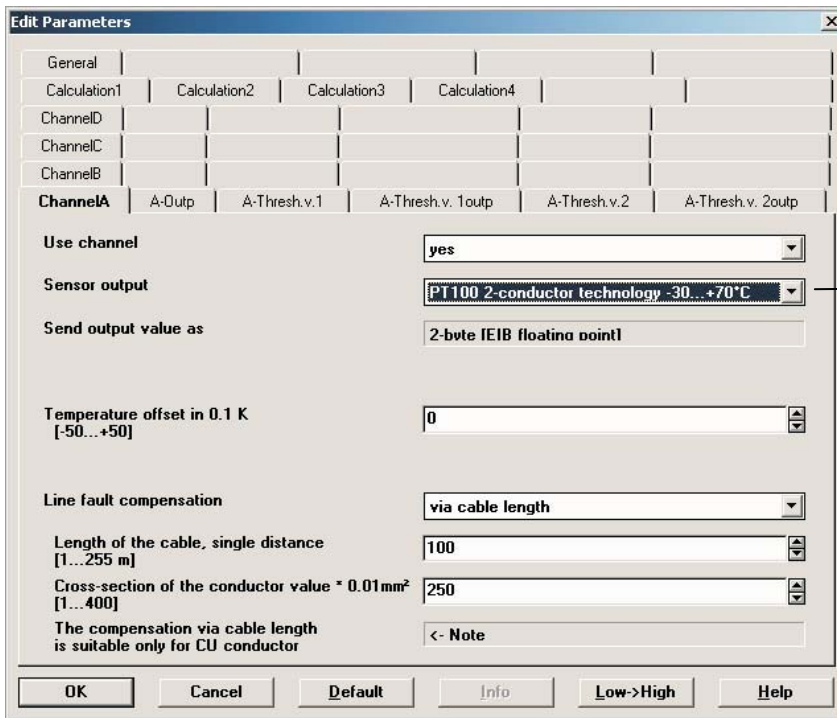 Edit Parameters
General
Calculation1 Calculation2 Calculation3 Calculation4
ChannelD
ChannelC
ChannelB
ChannelA A-Outp A-Thresh.v.1 A-Thresh.v. 1outp A-Thresh.v.2 A-Thresh.v. 2outp
Use channel yes
Sensor output PT100 2-conductor technology -30...+70°C
Send output value as 2-byte [EIB floating point]
Temperature offset in 0.1 K 0
[-50...+50]
Line fault compensation via cable length
Length of the cable, single distance 100
[1...255 m]
Cross-section of the conductor value * 0.01mm² 250
[1...400]
The compensation via cable length <- Note
is suitable only for CU conductor
OK Cancel Default Info Low->High Help